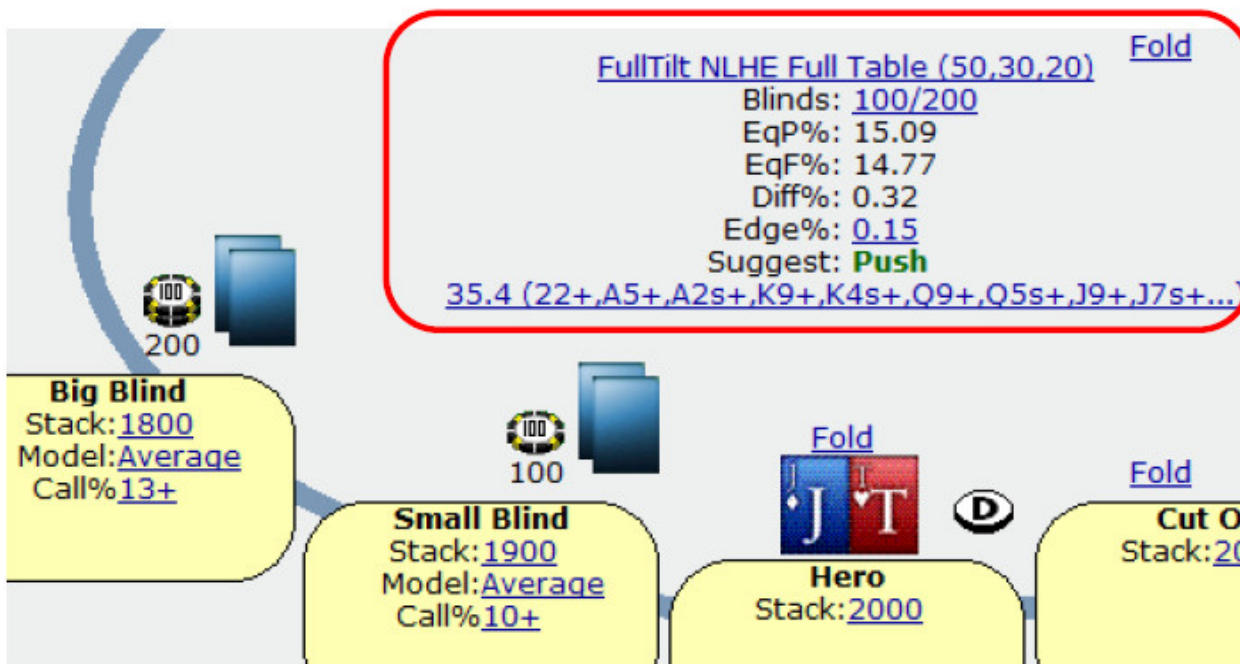 Fold
FullTilt NLHE Full Table (50,30,20)
Blinds: 100/200
EqP%: 15.09
EqF%: 14.77
Diff%: 0.32
Edge%: 0.15
Suggest: Push
35.4 (22+,A5+,A2s+,K9+,K4s+,Q9+,Q5s+,J9+,J7s+...)
100
200
Big Blind
Stack:1800
Model:Average
Call%13+
100
100
Small Blind
Stack:1900
Model:Average
Call%10+
Fold
J J
T T
D
Hero
Stack:2000
Fold
Cut O
Stack:20